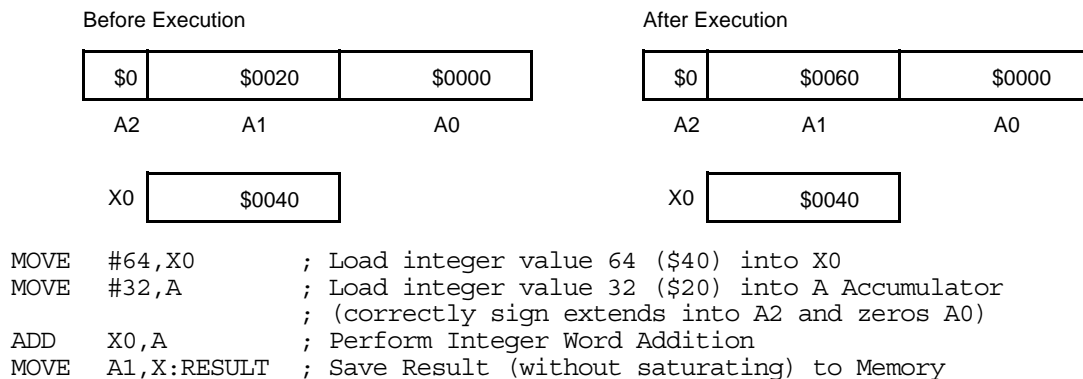 Before Execution After Execution
$0 $0020 $0000 $0 $0060 $0000
A2 A1 A0 A2 A1 A0
X0 $0040 X0 $0040
MOVE #64,X0 ; Load integer value 64 ($40) into X0
MOVE #32,A ; Load integer value 32 ($20) into A Accumulator
; (correctly sign extends into A2 and zeros A0)
ADD X0,A ; Perform Integer Word Addition
MOVE A1,X:RESULT ; Save Result (without saturating) to Memory